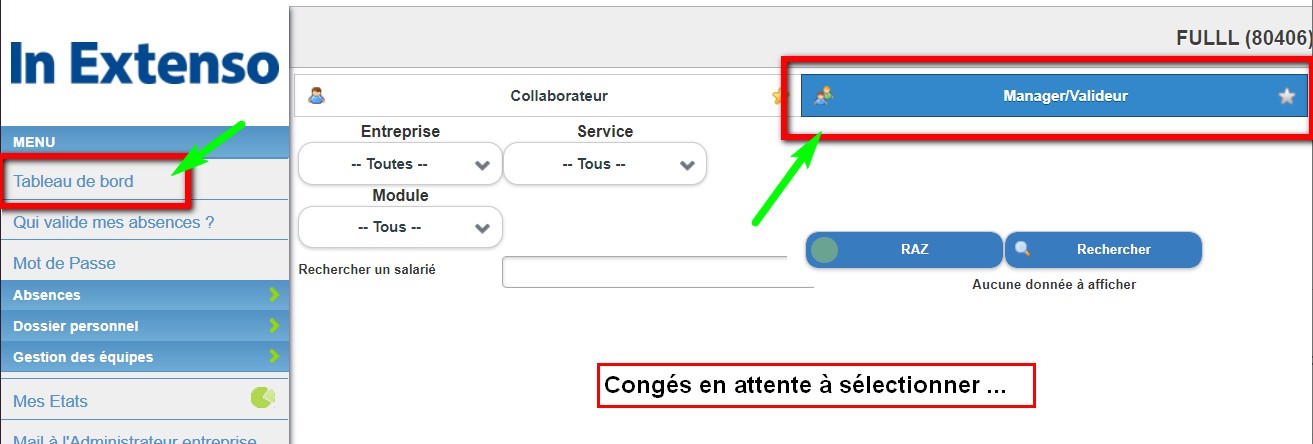 In Extenso
FULLL (80406)
Collaborateur
Manager/Valideur
MENU
Tableau de bord
Qui valide mes absences ?
Mot de Passe
Absences
Dossier personnel
Gestion des équipes
Mes Etats
Mail à l'Administrateur entreprise
Entreprise
Service
-- Toutes --
-- Tous --
Module
-- Tous --
RAZ
Rechercher
Rechercher un salarié
Aucune donnée à afficher
Congés en attente à sélectionner ...